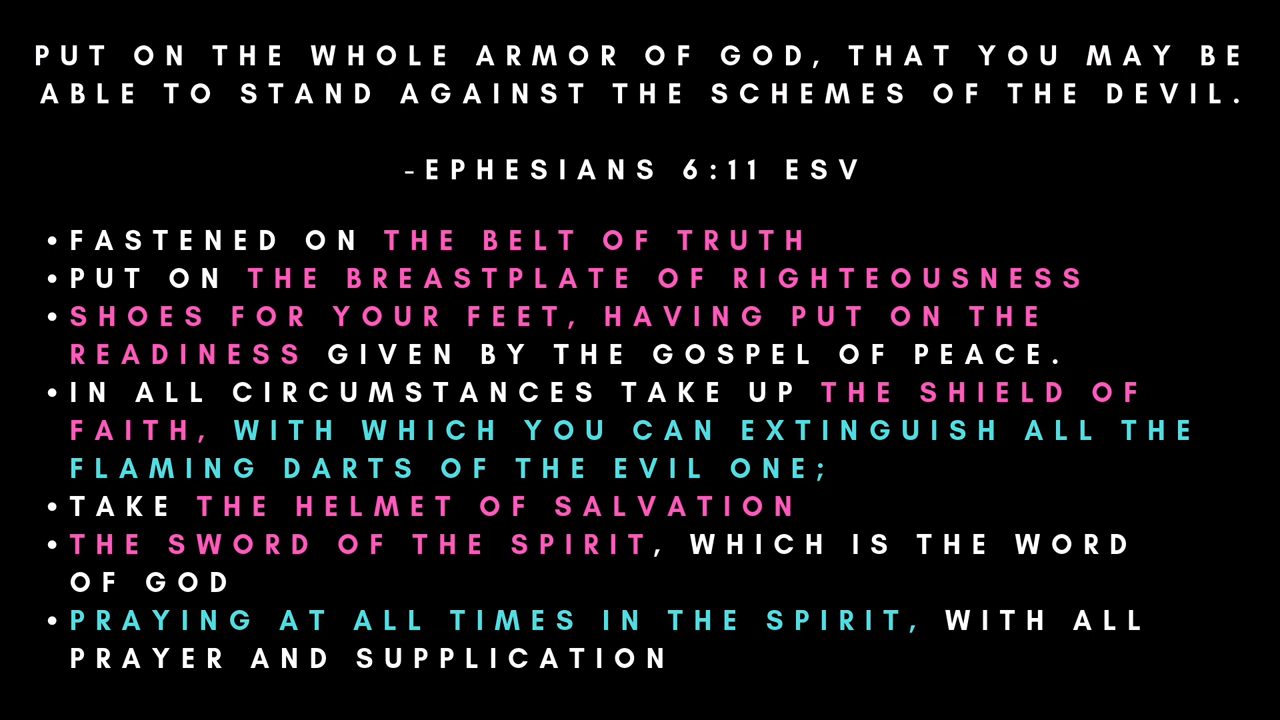 PUT ON THE WHOLE ARMOR OF GOD, THAT YOU MAY BE
ABLE TO STAND AGAINST THE SCHEMES OF THE DEVIL.
-EPHESIANS 6:11 ESV
•FASTENED ON THE BELT OF TRUTH
•PUT ON THE BREASTPLATE OF RIGHTEOUSNESS
•SHOES FOR YOUR FEET, HAVING PUT ON THE
READINESS GIVEN BY THE GOSPEL OF PEACE.
•IN ALL CIRCUMSTANCES TAKE UP THE SHIELD OF
FAITH, WITH WHICH YOU CAN EXTINGUISH ALL THE
FLAMING DARTS OF THE EVIL ONE;
•TAKE THE HELMET OF SALVATION
•THE SWORD OF THE SPIRIT, WHICH IS THE WORD
OF GOD
•PRAYING AT ALL TIMES IN THE SPIRIT, WITH ALL
PRAYER AND SUPPLICATION